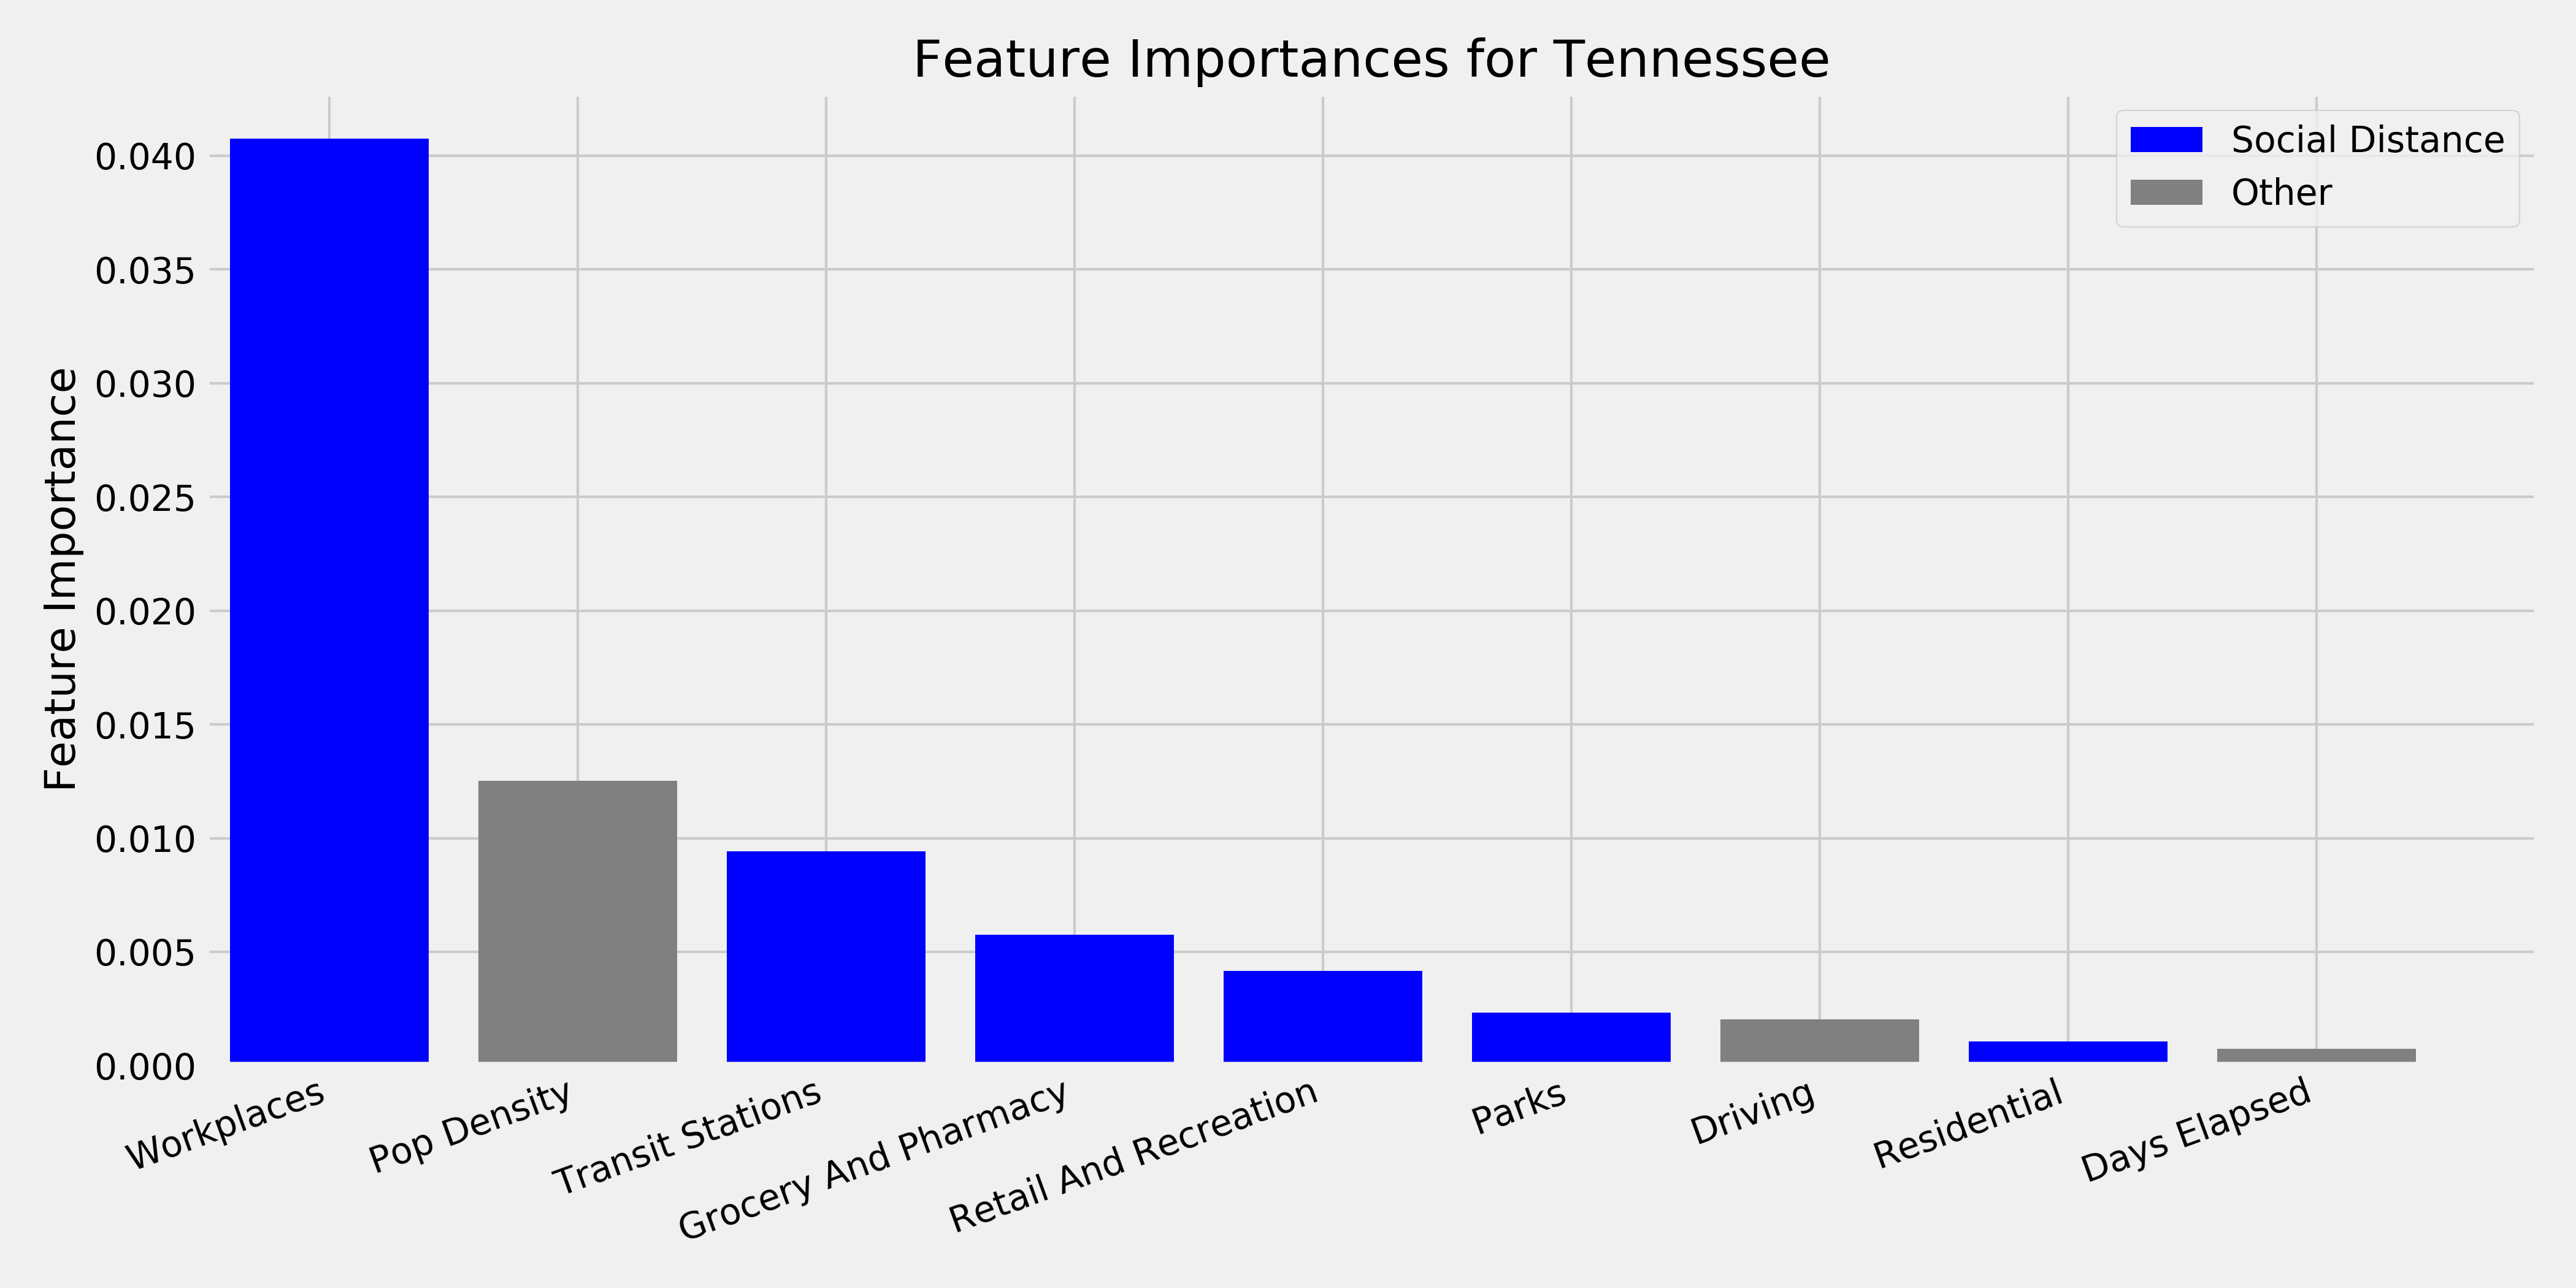 Feature Importances for Tennessee
Social Distance
Other
Feature Importance
0.040
0.035
0.030
0.025
0.020
0.015
0.010
0.005
0.000
Workplaces
Pop Density
Transit Stations
Grocery And Pharmacy
Retail And Recreation
Parks
Driving
Residential
Days Elapsed